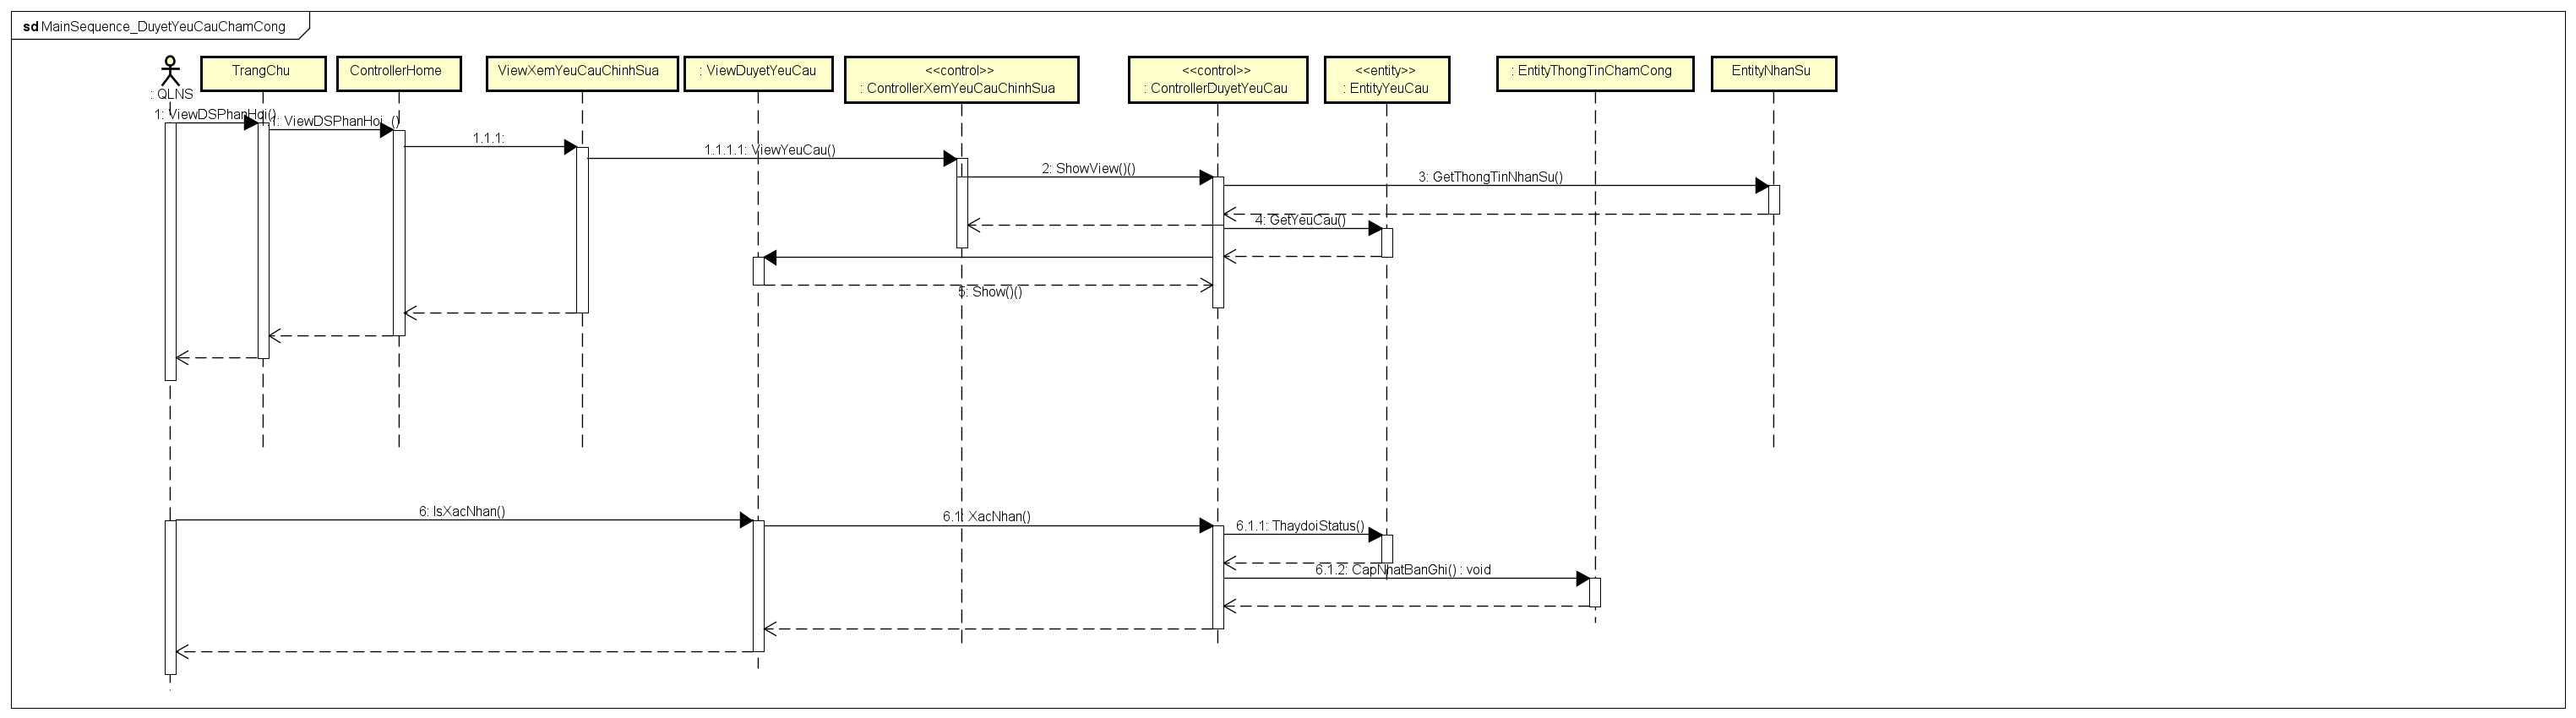 sd MainSequence_DuyetYeuCauChamCong
: QLNS
TrangChu
ControllerHome
ViewXemYeuCauChinhSua
: ViewDuyetYeuCau
<<control>>
: ControllerXemYeuCauChinhSua
<<control>>
: ControllerDuyetYeuCau
<<entity>>
: EntityYeuCau
: EntityThongTinChamCong
EntityNhanSu
1: ViewDSPhanHoi()
1: ViewDSPhanHoi ()
1.1.1:
1.1.1.1: ViewYeuCau()
2: ShowView()()
3: GetThongTinNhanSu()
4: GetYeuCau()
5: Show()()
6: IsXacNhan()
6.1: XacNhan()
6.1.1: ThaydoiStatus()
6.1.2: CapNhatBanGhi() : void